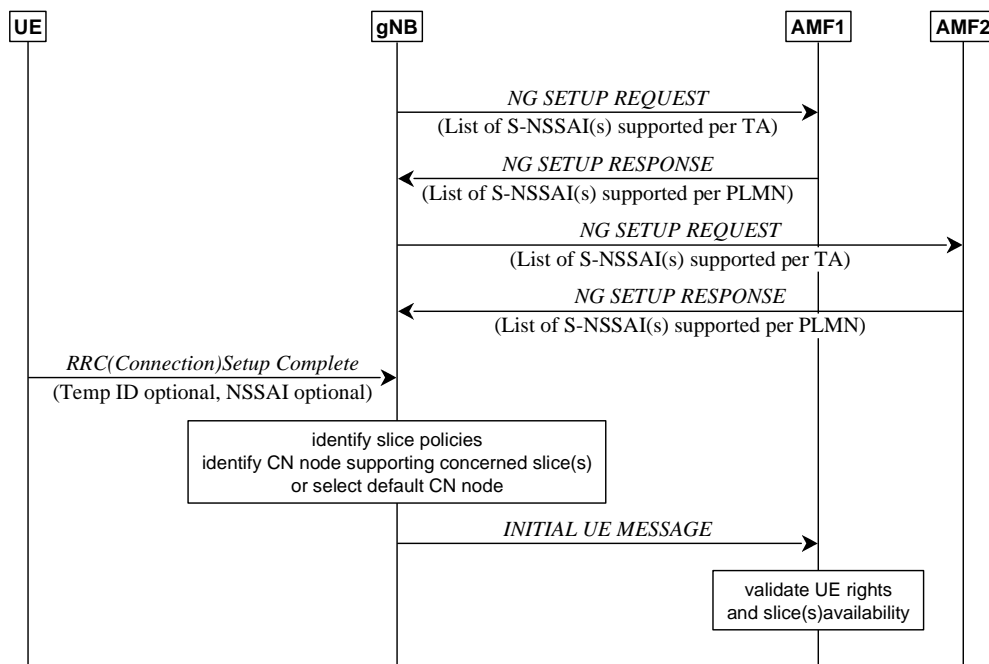 UE gNB AMF1 AMF2
NG SETUP REQUEST
(List of S-NSSAI(s) supported per TA)
NG SETUP RESPONSE
(List of S-NSSAI(s) supported per PLMN)
NG SETUP REQUEST
(List of S-NSSAI(s) supported per TA)
NG SETUP RESPONSE
(List of S-NSSAI(s) supported per PLMN)
RRC(Connection)Setup Complete
(Temp ID optional, NSSAI optional)
identify slice policies
identify CN node supporting concerned slice(s)
or select default CN node
INITIAL UE MESSAGE
validate UE rights
and slice(s)availability